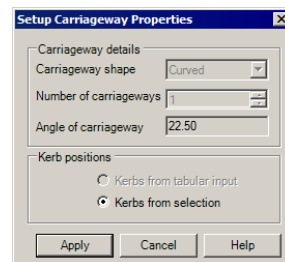 Setup Carriageway Properties
Carriageway details
Carriageway shape Curved
Number of carriageways 1
Angle of carriageway 22.50
Kerb positions
Kerbs from tabular input
Kerbs from selection
Apply Cancel Help